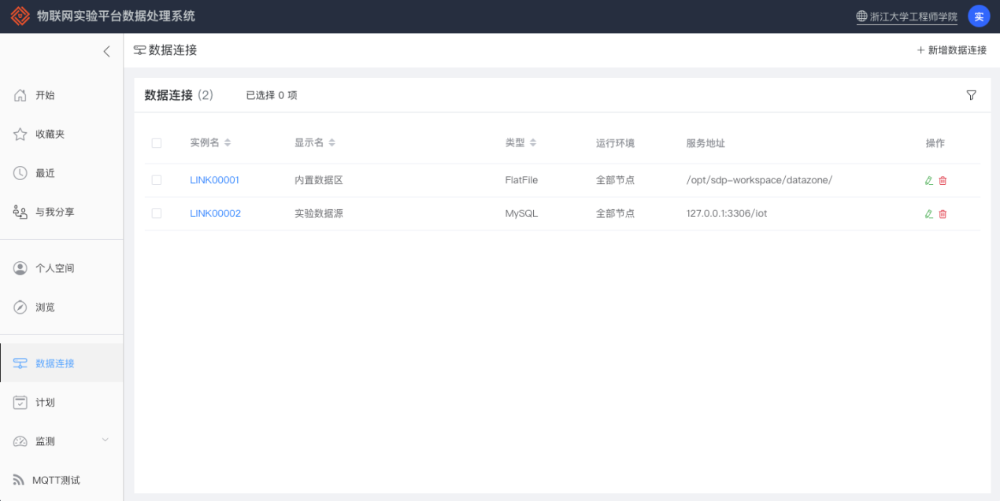 物联网实验平台数据处理系统
浙江大学工程师学院
实
数据连接
+ 新增数据连接
开始
收藏夹
最近
与我分享
个人空间
浏览
数据连接
计划
监测
MQTT测试
数据连接 (2)
已选择 0 项
实例名 显示名 类型 运行环境 服务地址 操作
LINK00001 内置数据区 FlatFile 全部节点 /opt/sdp-workspace/datazone/
LINK00002 实验数据源 MySQL 全部节点 127.0.0.1:3306/iot